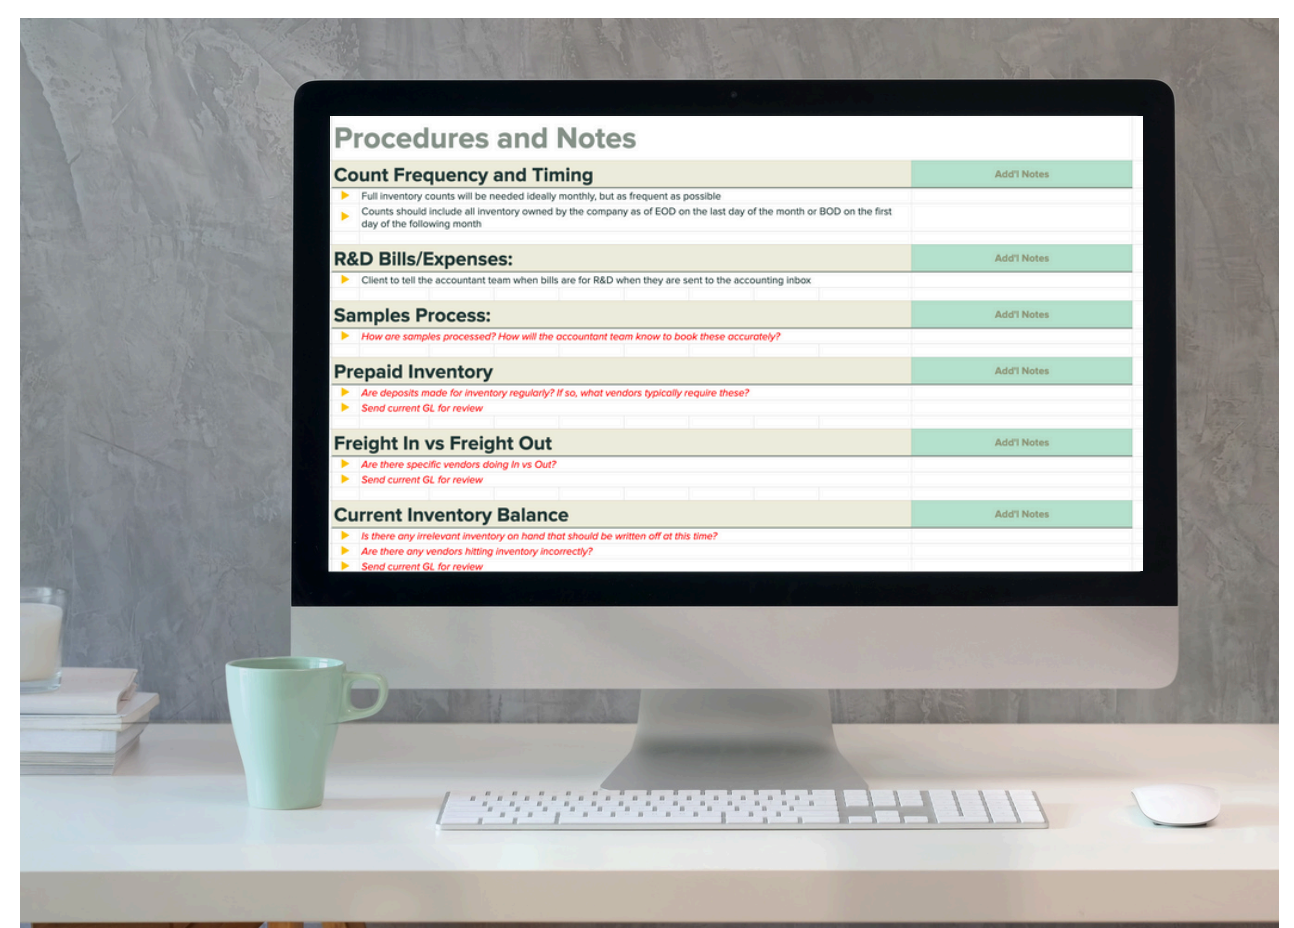 Procedures and Notes
Count Frequency and Timing Add'l Notes
Full inventory counts will be needed ideally monthly, but as frequent as possible
Counts should include all inventory owned by the company as of EOD on the last day of the month or BOD on the first
day of the following month
R&D Bills/Expenses: Add'l Notes
Client to tell the accountant team when bills are for R&D when they are sent to the accounting inbox
Samples Process: Add'l Notes
How are samples processed? How will the accountant team know to book these accurately?
Prepaid Inventory Add'l Notes
Are deposits made for inventory regularly? If so, what vendors typically require these?
Send current GL for review
Freight In vs Freight Out Add'l Notes
Are there specific vendors doing In vs Out?
Send current GL for review
Current Inventory Balance Add'l Notes
Is there any irrelevant inventory on hand that should be written off at this time?
Are there any vendors hitting inventory incorrectly?
Send current GL for review